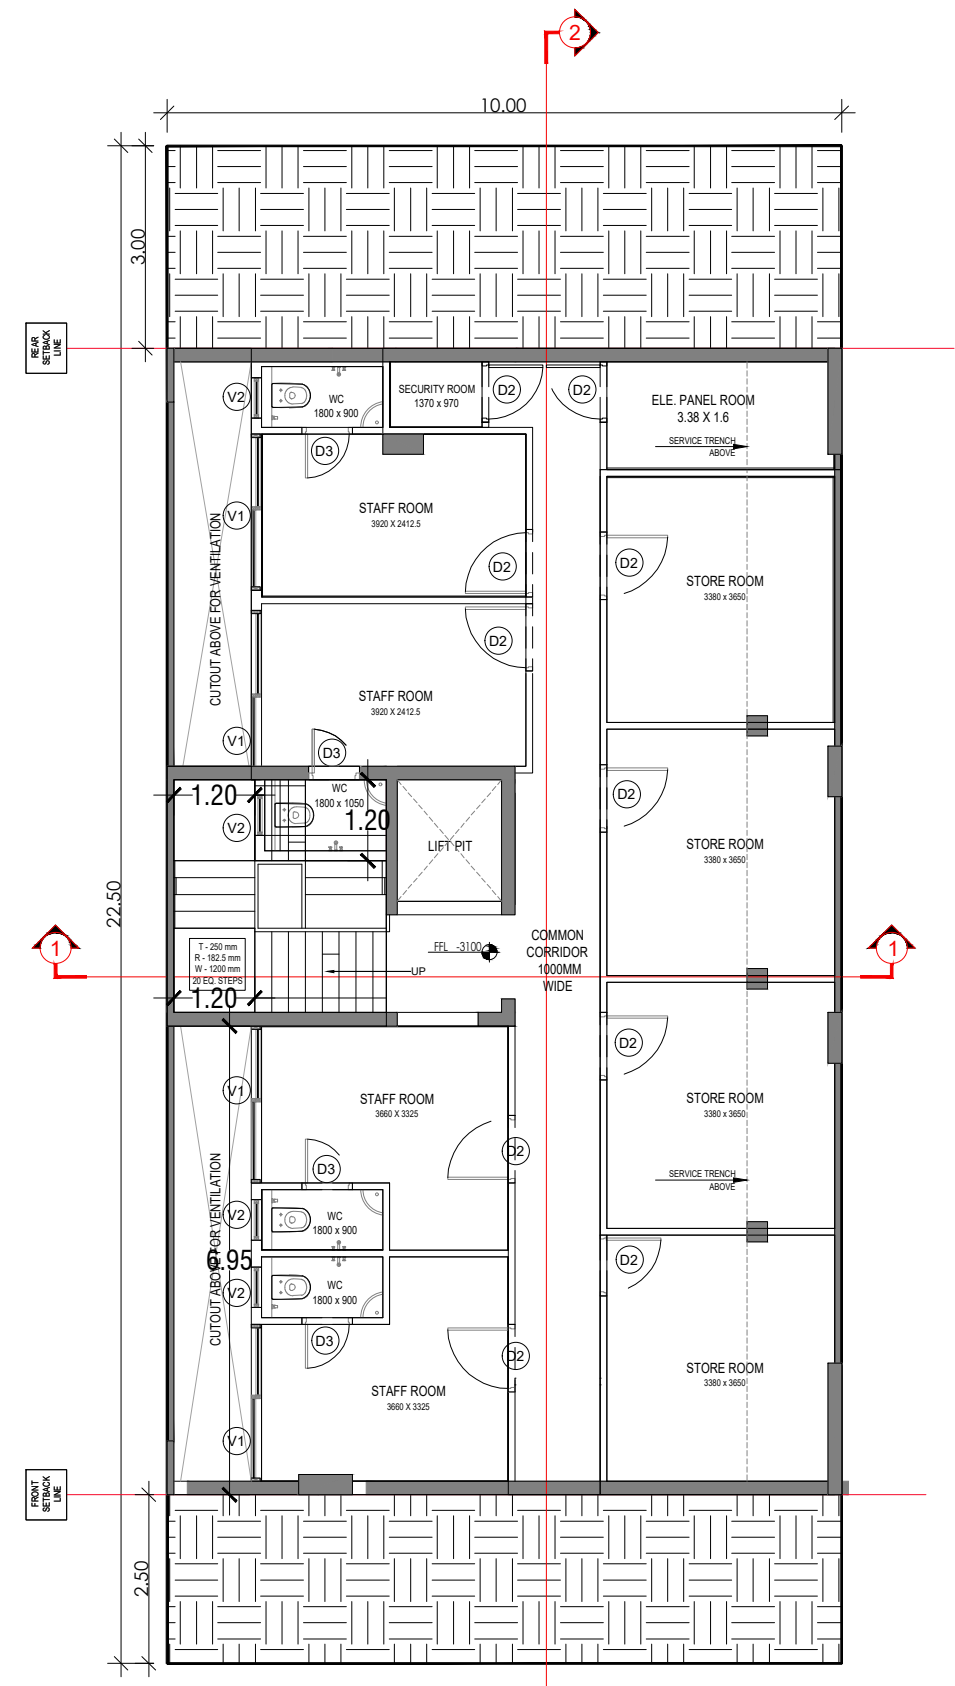 2
10.00
3.00
REAR
SETBACK
LINE
V2
WC
1800 x 900
SECURITY ROOM
1370 x 970
D2
D2
ELE. PANEL ROOM
3.38 X 1.6
SERVICE TRENCH
ABOVE
D3
V1
CUTOUT ABOVE FOR VENTILATION
STAFF ROOM
3920 X 2412.5
D2
D2
STORE ROOM
3380 x 3650
D2
STAFF ROOM
3920 X 2412.5
V1
D3
1.20
V2
WC
1800 x 1050
1.20
LIFT PIT
D2
STORE ROOM
3380 x 3650
22.50
1
T - 250 mm
R - 182.5 mm
W - 1200 mm
20 EQ. STEPS
1.20
UP
FFL -3100
COMMON
CORRIDOR
1000MM
WIDE
1
V1
STAFF ROOM
3660 X 3325
D2
D2
STORE ROOM
3380 x 3650
D3
SERVICE TRENCH
ABOVE
CUTOUT ABOVE FOR VENTILATION
6.95
V2
WC
1800 x 900
V2
WC
1800 x 900
D2
D3
D2
STAFF ROOM
3660 X 3325
STORE ROOM
3380 x 3650
V1
FRONT
SETBACK
LINE
2.50